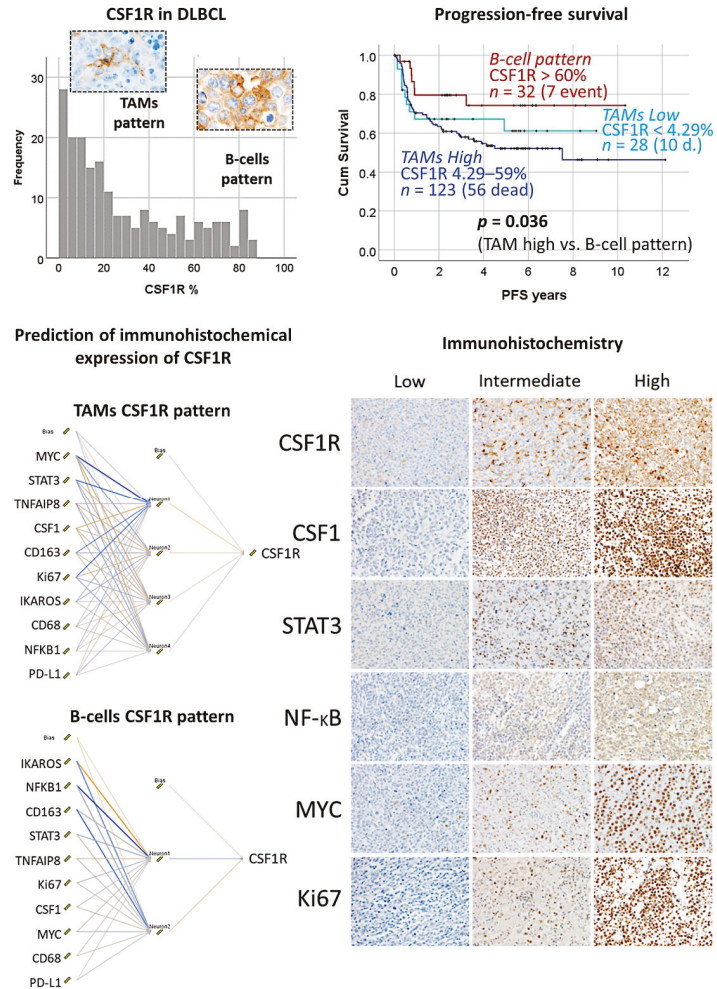 CSF1R in DLBCL
30
20
10
0
Frequency
TAMs
pattern
B-cells
pattern
0 20 40 60 80 100
CSF1R %
Progression-free survival
1.0
0.8
0.6
0.4
0.2
0.0
Cum Survival
B-cell pattern
CSF1R > 60%
n = 32 (7 event)
TAMs Low
CSF1R < 4.29%
n = 28 (10 d.)
TAMs High
CSF1R 4.29–59%
n = 123 (56 dead)
p = 0.036
(TAM high vs. B-cell pattern)
0 2 4 6 8 10 12
PFS years
Prediction of immunohistochemical
expression of CSF1R
TAMs CSF1R pattern
Bias
MYC
STAT3
TNFAIP8
CSF1
CD163
Ki67
IKAROS
CD68
NFKB1
PD-L1
Bias
Neuron1
Neuron2
Neuron3
Neuron4
CSF1R
B-cells CSF1R pattern
Bias
IKAROS
NFKB1
CD163
STAT3
TNFAIP8
Ki67
CSF1
MYC
CD68
PD-L1
Bias
Neuron1
Neuron2
CSF1R
Immunohistochemistry
Low Intermediate High
CSF1R
CSF1
STAT3
NF-κB
MYC
Ki67